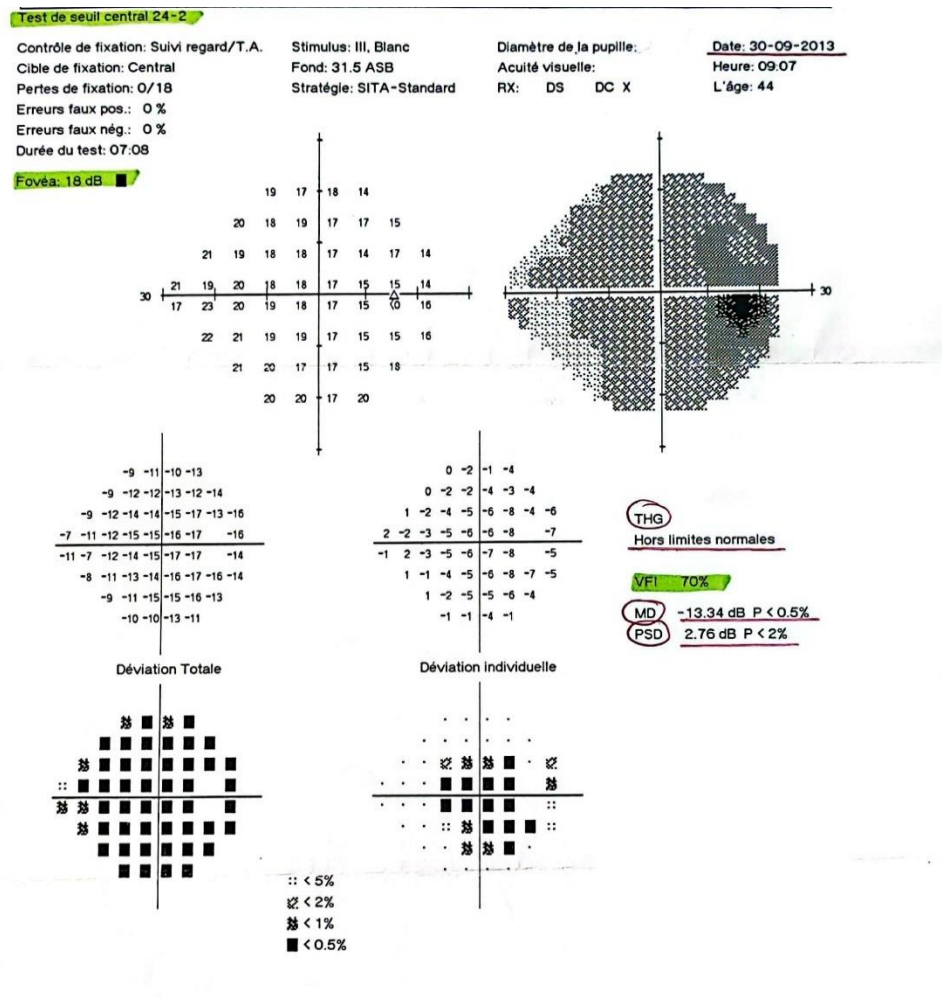 Test de seuil central 24-2
Contrôle de fixation: Suivi regard/T.A. Stimulus: III, Blanc Diamètre de la pupille: Date: 30-09-2013
Cible de fixation: Central Fond: 31.5 ASB Acuité visuelle: Heure: 09:07
Pertes de fixation: 0/18 Stratégie: SITA-Standard RX: DS DC X L'âge: 44
Erreurs faux pos.: 0 %
Erreurs faux nég.: 0 %
Durée du test: 07:08
Fovéa: 18 dB ■
19 17 18 14
20 18 19 17 17 15
21 19 18 18 17 14 17 14
21 19 20 18 18 17 15 15 14
30 30
17 23 20 19 18 17 15 <0 16
22 21 19 19 17 15 15 16
21 20 17 17 15 18
20 20 17 20
-9 -11 -10 -13
-9 -12 -12 -13 -12 -14
-9 -12 -14 -14 -15 -17 -13 -16
-7 -11 -12 -15 -15 -16 -17 -16
-11 -7 -12 -14 -15 -17 -17 -14
-8 -11 -13 -14 -16 -17 -16 -14
-9 -11 -15 -15 -16 -13
-10 -10 -13 -11
Déviation Totale
0 -2 -1 -4
0 -2 -2 -4 -3 -4
1 -2 -4 -5 -6 -8 -4 -6
2 -2 -3 -5 -6 -6 -8 -7
-1 2 -3 -5 -6 -7 -8 -5
1 -1 -4 -5 -6 -8 -7 -5
1 -2 -5 -5 -6 -4
-1 -1 -4 -1
Déviation individuelle
THG
Hors limites normales
VFI 70%
MD -13.34 dB P < 0.5%
PSD 2.76 dB P < 2%
< 5%
< 2%
< 1%
< 0.5%